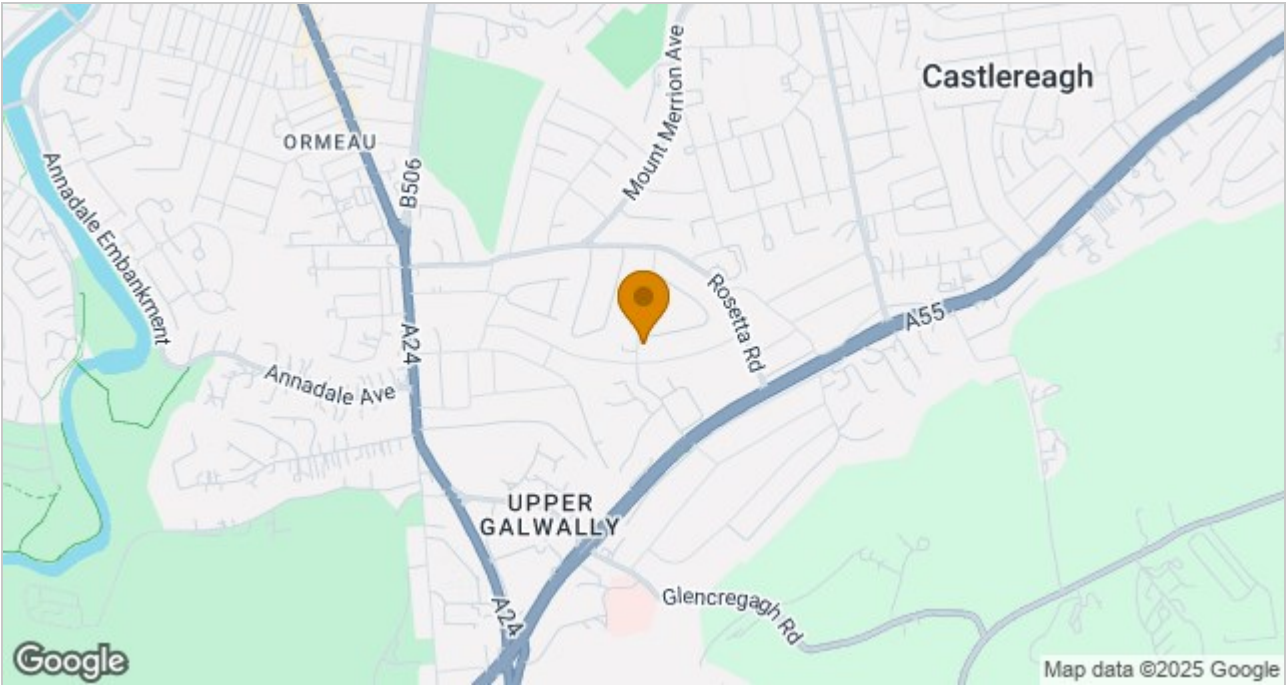 Castlereagh
Mount Merrion Ave
ORMEAU
B506
Annadale Embankment
Rosetta Rd
A55
A24
Annadale Ave
UPPER
GALWALLY
A24
Glencregagh Rd
Google
Map data ©2025 Google